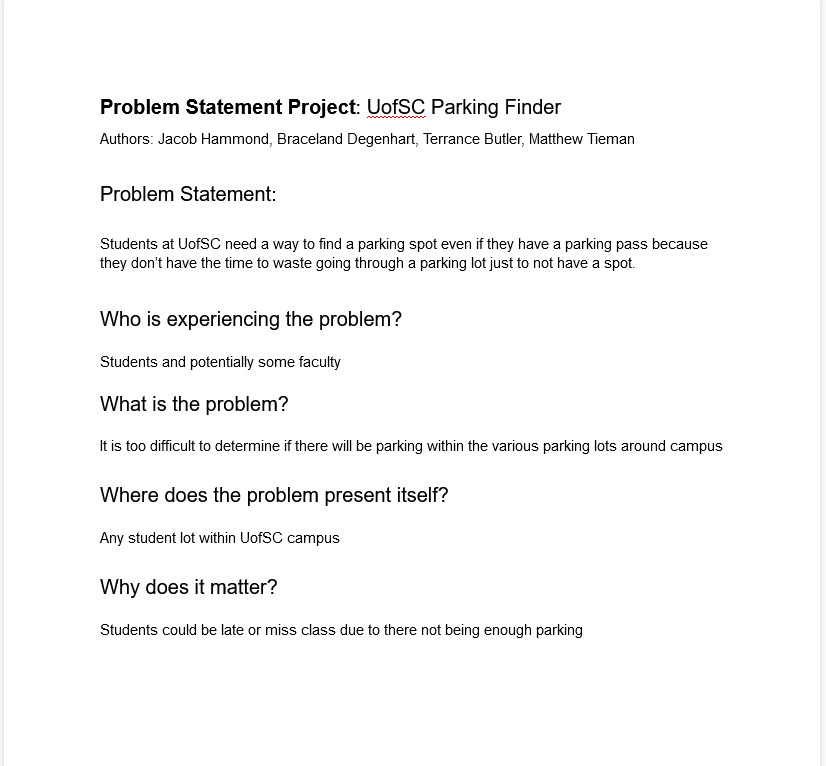 Problem Statement Project: UofSC Parking Finder
Authors: Jacob Hammond, Braceland Degenhart, Terrance Butler, Matthew Tieman
Problem Statement:
Students at UofSC need a way to find a parking spot even if they have a parking pass because
they don’t have the time to waste going through a parking lot just to not have a spot.
Who is experiencing the problem?
Students and potentially some faculty
What is the problem?
It is too difficult to determine if there will be parking within the various parking lots around campus
Where does the problem present itself?
Any student lot within UofSC campus
Why does it matter?
Students could be late or miss class due to there not being enough parking